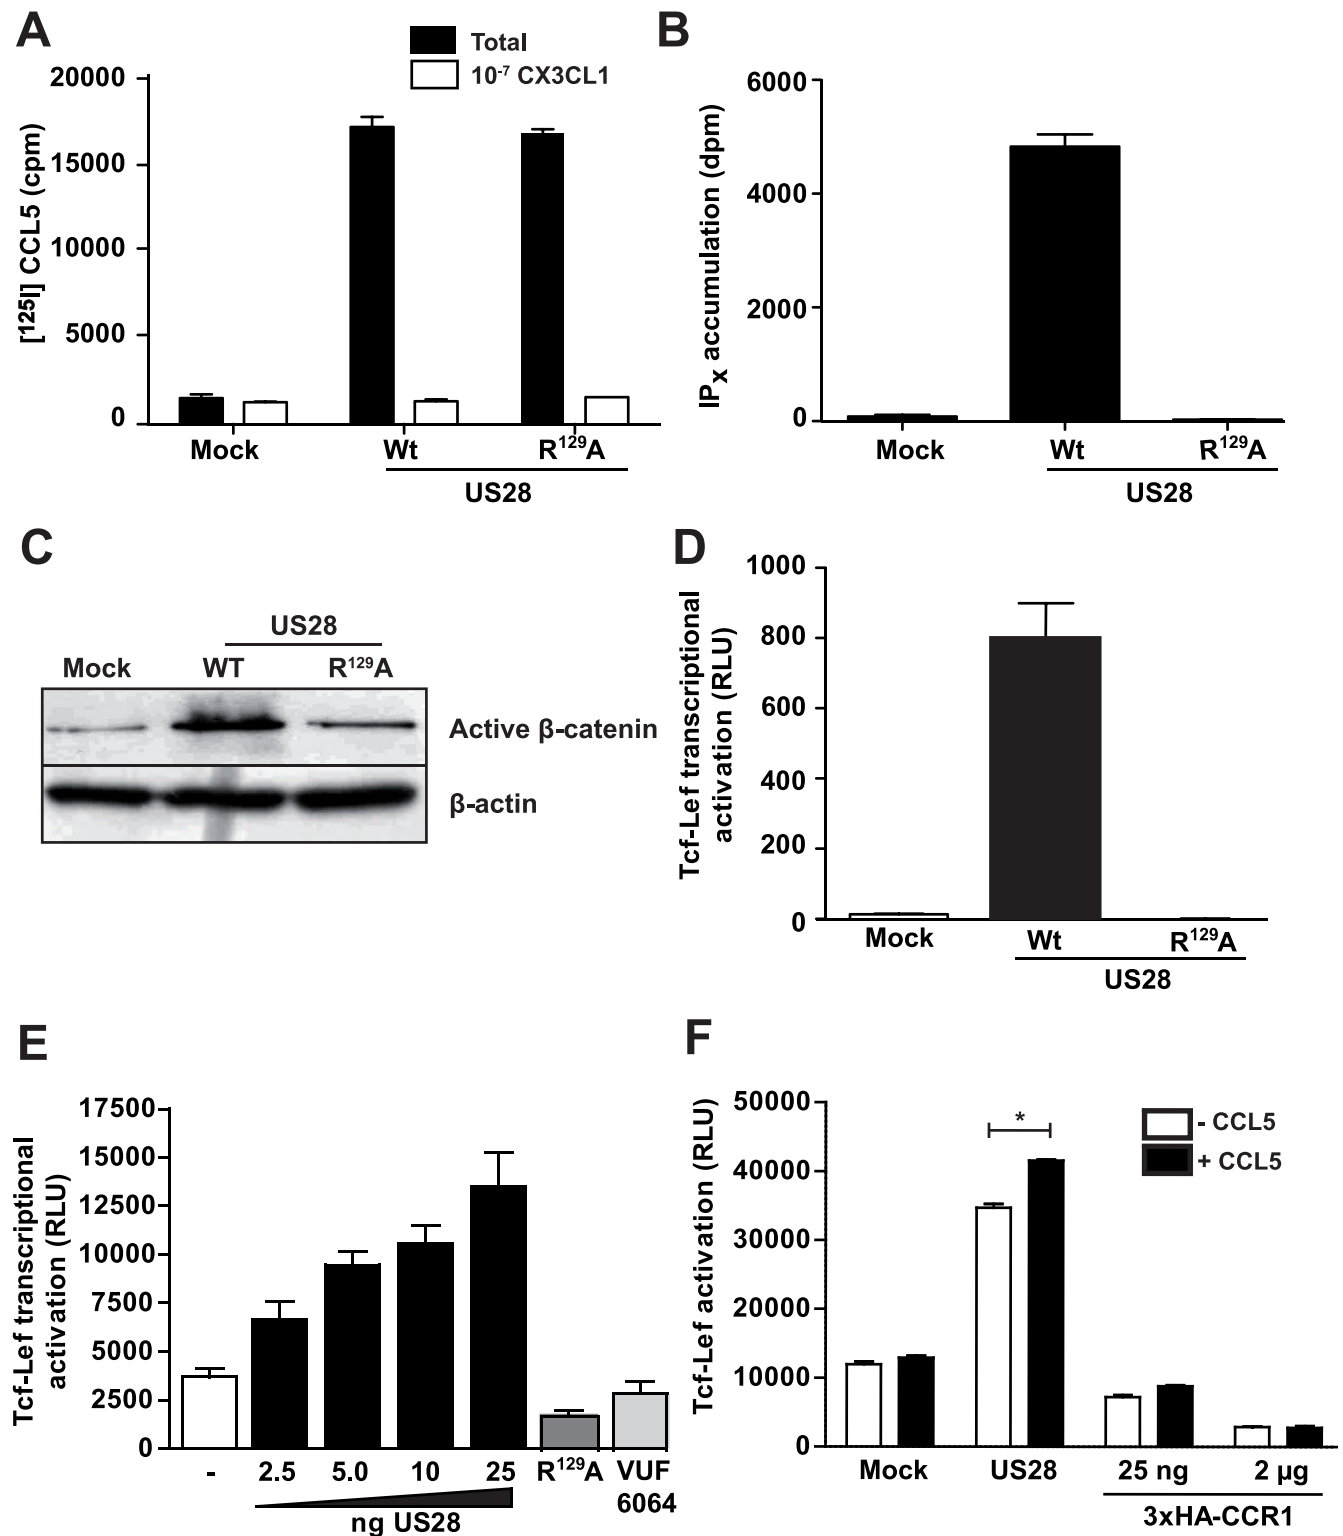 A
Total
10⁻⁷ CX3CL1
[¹²⁵I] CCL5 (cpm)
20000
15000
10000
5000
0
Mock
Wt
R¹²⁹A
US28
B
IPx accumulation (dpm)
6000
4000
2000
0
Mock
Wt
R¹²⁹A
US28
C
US28
Mock
WT
R¹²⁹A
Active β-catenin
β-actin
D
Tcf-Lef transcriptional
activation (RLU)
1000
800
600
400
200
0
Mock
Wt
R¹²⁹A
US28
E
Tcf-Lef transcriptional
activation (RLU)
17500
15000
12500
10000
7500
5000
2500
0
-
2.5
5.0
10
25
R¹²⁹A
VUF
6064
ng US28
F
Tcf-Lef activation (RLU)
50000
40000
30000
20000
10000
0
*
- CCL5
+ CCL5
Mock
US28
25 ng
2 µg
3xHA-CCR1